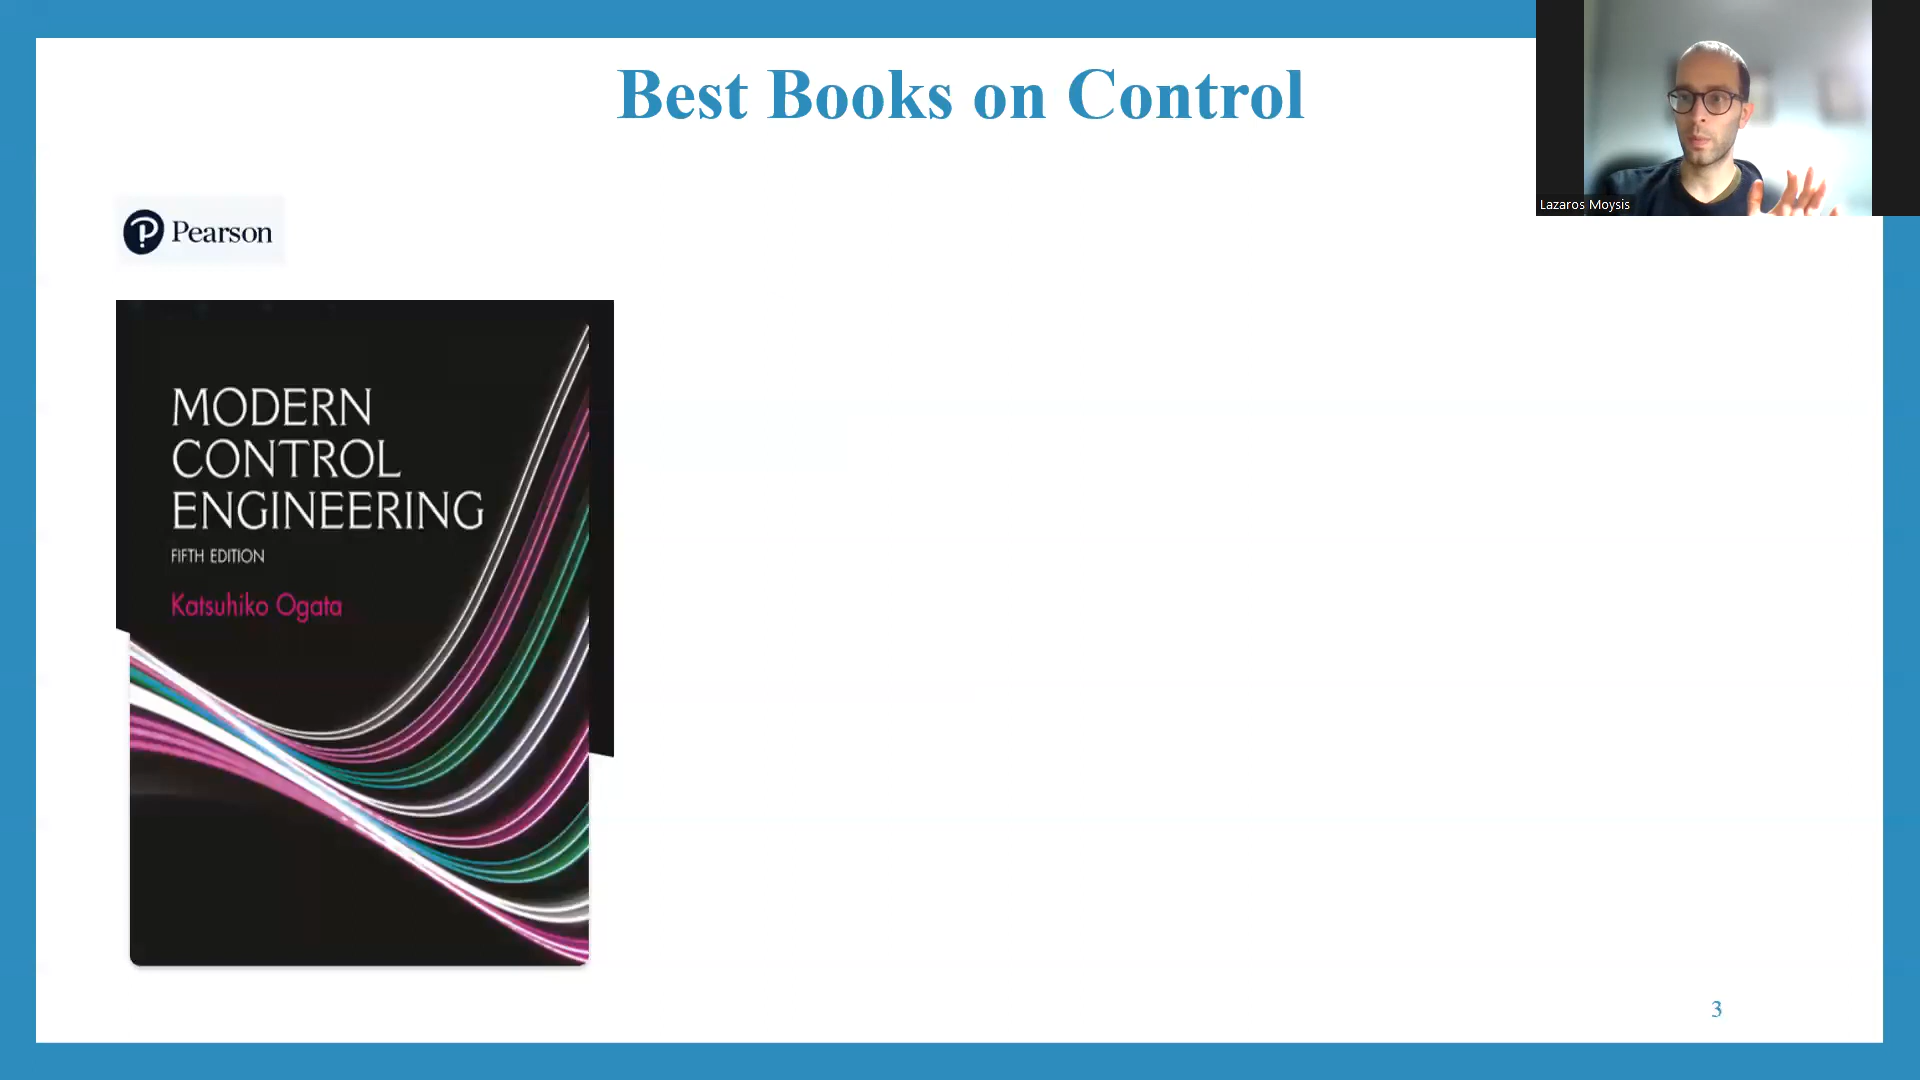 Best Books on Control
Lazaros Moysis
Pearson
MODERN
CONTROL
ENGINEERING
FIFTH EDITION
Katsuhiko Ogata
3